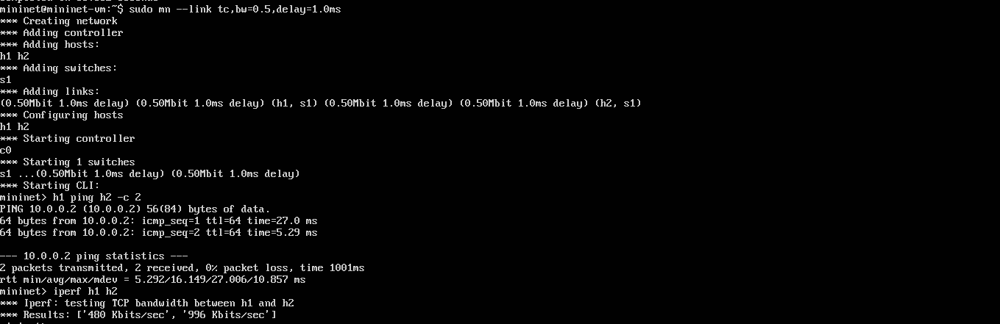 mininet@mininet-vm:~$ sudo mn --link tc,bw=0.5,delay=1.0ms
*** Creating network
*** Adding controller
*** Adding hosts:
h1 h2
*** Adding switches:
s1
*** Adding links:
(0.50Mbit 1.0ms delay) (0.50Mbit 1.0ms delay) (h1, s1) (0.50Mbit 1.0ms delay) (0.50Mbit 1.0ms delay) (h2, s1)
*** Configuring hosts
h1 h2
*** Starting controller
c0
*** Starting 1 switches
s1 ...(0.50Mbit 1.0ms delay) (0.50Mbit 1.0ms delay)
*** Starting CLI:
mininet> h1 ping h2 -c 2
PING 10.0.0.2 (10.0.0.2) 56(84) bytes of data.
64 bytes from 10.0.0.2: icmp_seq=1 ttl=64 time=27.0 ms
64 bytes from 10.0.0.2: icmp_seq=2 ttl=64 time=5.29 ms
--- 10.0.0.2 ping statistics ---
2 packets transmitted, 2 received, 0% packet loss, time 1001ms
rtt min/avg/max/mdev = 5.292/16.149/27.006/10.857 ms
mininet> iperf h1 h2
*** Iperf: testing TCP bandwidth between h1 and h2
*** Results: ['480 Kbits/sec', '996 Kbits/sec']